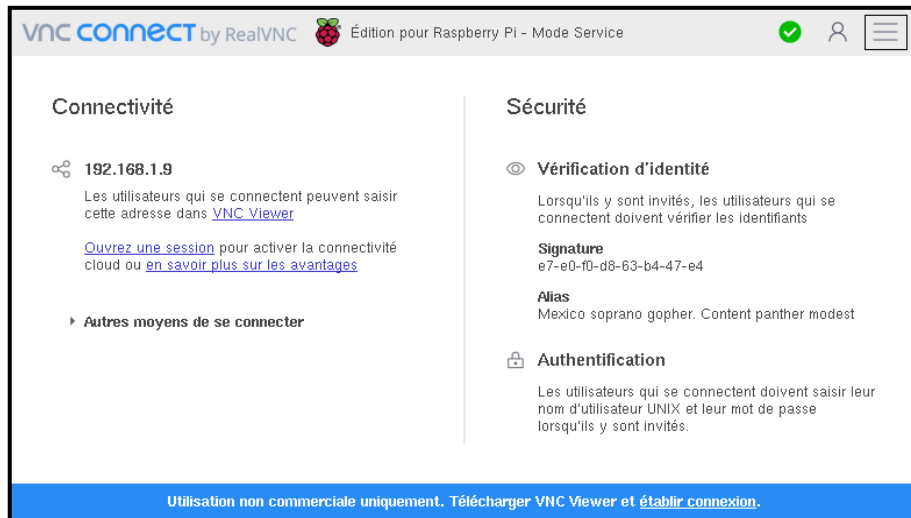 vnc connect by RealVNC Édition pour Raspberry Pi - Mode Service
Connectivité
192.168.1.9
Les utilisateurs qui se connectent peuvent saisir
cette adresse dans VNC Viewer
Ouvrez une session pour activer la connectivité
cloud ou en savoir plus sur les avantages
Autres moyens de se connecter
Sécurité
Vérification d'identité
Lorsqu'ils y sont invités, les utilisateurs qui se
connectent doivent vérifier les identifiants
Signature
e7-e0-f0-d8-63-b4-47-e4
Alias
Mexico soprano gopher. Content panther modest
Authentification
Les utilisateurs qui se connectent doivent saisir leur
nom d'utilisateur UNIX et leur mot de passe
lorsqu'ils y sont invités.
Utilisation non commerciale uniquement. Télécharger VNC Viewer et établir connexion.